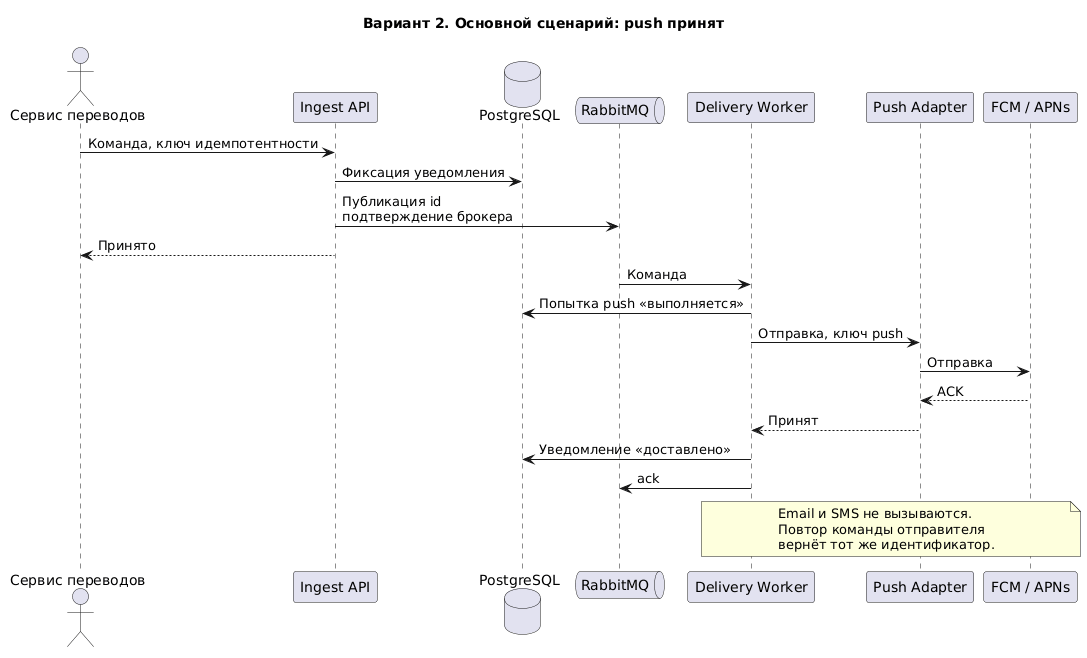 Вариант 2. Основной сценарий: push принят
Сервис переводов
Ingest API
PostgreSQL
RabbitMQ
Delivery Worker
Push Adapter
FCM / APNs
Команда, ключ идемпотентности
Фиксация уведомления
Публикация id
подтверждение брокера
Принято
Команда
Попытка push «выполняется»
Отправка, ключ push
Отправка
ACK
Принят
Уведомление «доставлено»
ack
Email и SMS не вызываются.
Повтор команды отправителя
вернёт тот же идентификатор.
Сервис переводов
Ingest API
PostgreSQL
RabbitMQ
Delivery Worker
Push Adapter
FCM / APNs